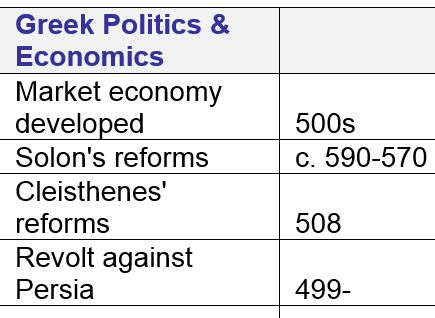 Greek Politics &
Economics
Market economy
developed 500s
Solon's reforms c. 590-570
Cleisthenes'
reforms 508
Revolt against
Persia 499-